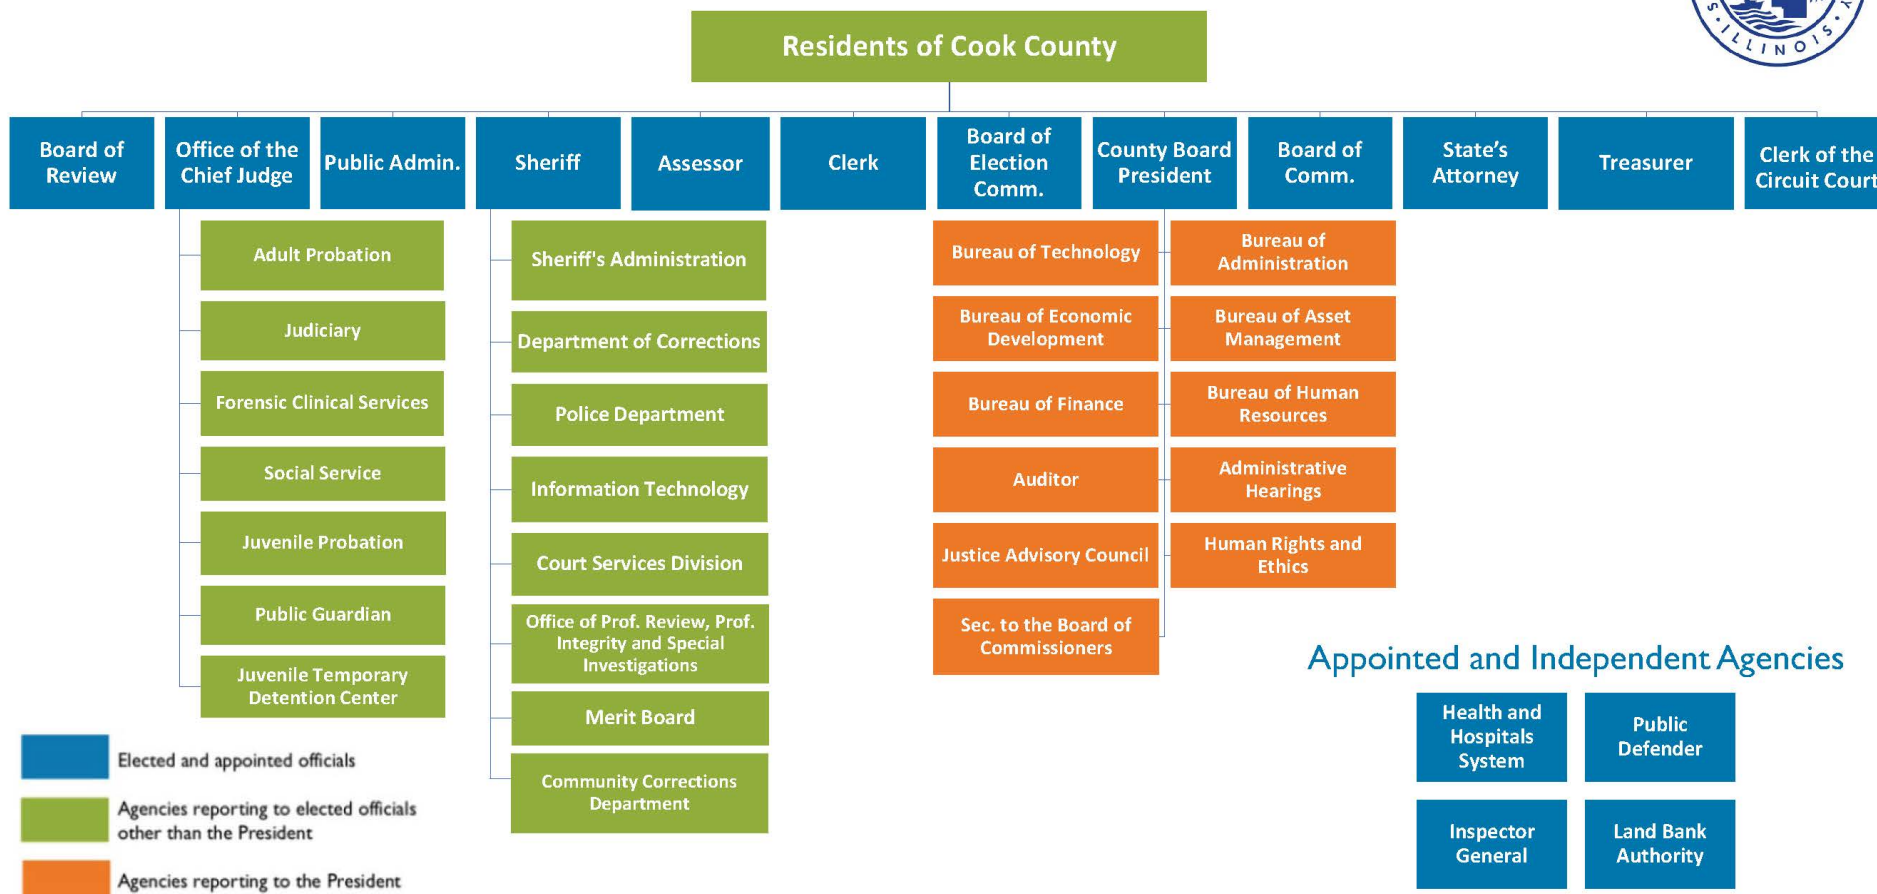 S • ILLINOIS • Y
Residents of Cook County
Board of
Review
Office of the
Chief Judge
Public Admin.
Sheriff
Assessor
Clerk
Board of
Election
Comm.
County Board
President
Board of
Comm.
State's
Attorney
Treasurer
Clerk of the
Circuit Court
Adult Probation
Judiciary
Forensic Clinical Services
Social Service
Juvenile Probation
Public Guardian
Juvenile Temporary
Detention Center
Sheriff's Administration
Department of Corrections
Police Department
Information Technology
Court Services Division
Office of Prof. Review, Prof.
Integrity and Special
Investigations
Merit Board
Community Corrections
Department
Bureau of Technology
Bureau of Economic
Development
Bureau of Finance
Auditor
Justice Advisory Council
Sec. to the Board of
Commissioners
Bureau of
Administration
Bureau of Asset
Management
Bureau of Human
Resources
Administrative
Hearings
Human Rights and
Ethics
Appointed and Independent Agencies
Health and
Hospitals
System
Public
Defender
Inspector
General
Land Bank
Authority
Elected and appointed officials
Agencies reporting to elected officials
other than the President
Agencies reporting to the President